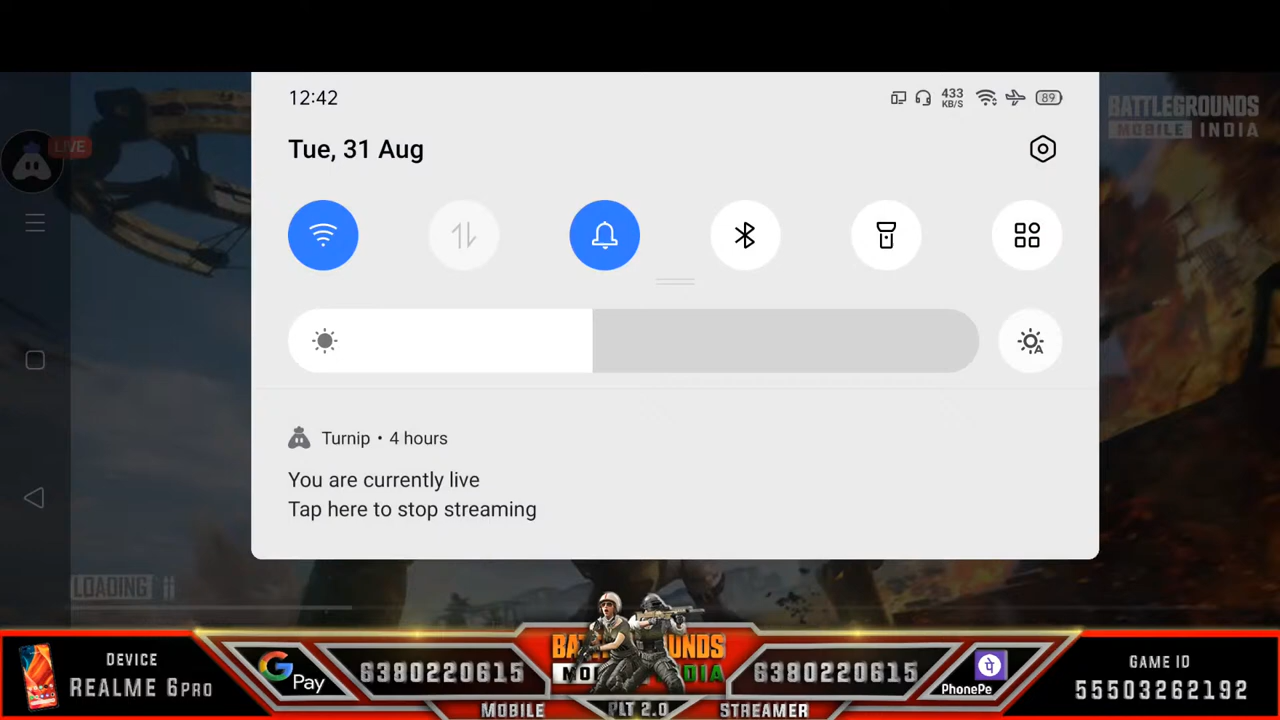 12:42
433
KB/S
89
BATTLEGROUNDS
MOBILE INDIA
LIVE
Tue, 31 Aug
A
Turnip • 4 hours
You are currently live
Tap here to stop streaming
LOADING
DEVICE
REALME 6PRO
G Pay
6380220615
6380220615
PhonePe
GAME ID
55503262192
MOBILE
PLT 2.0
STREAMER